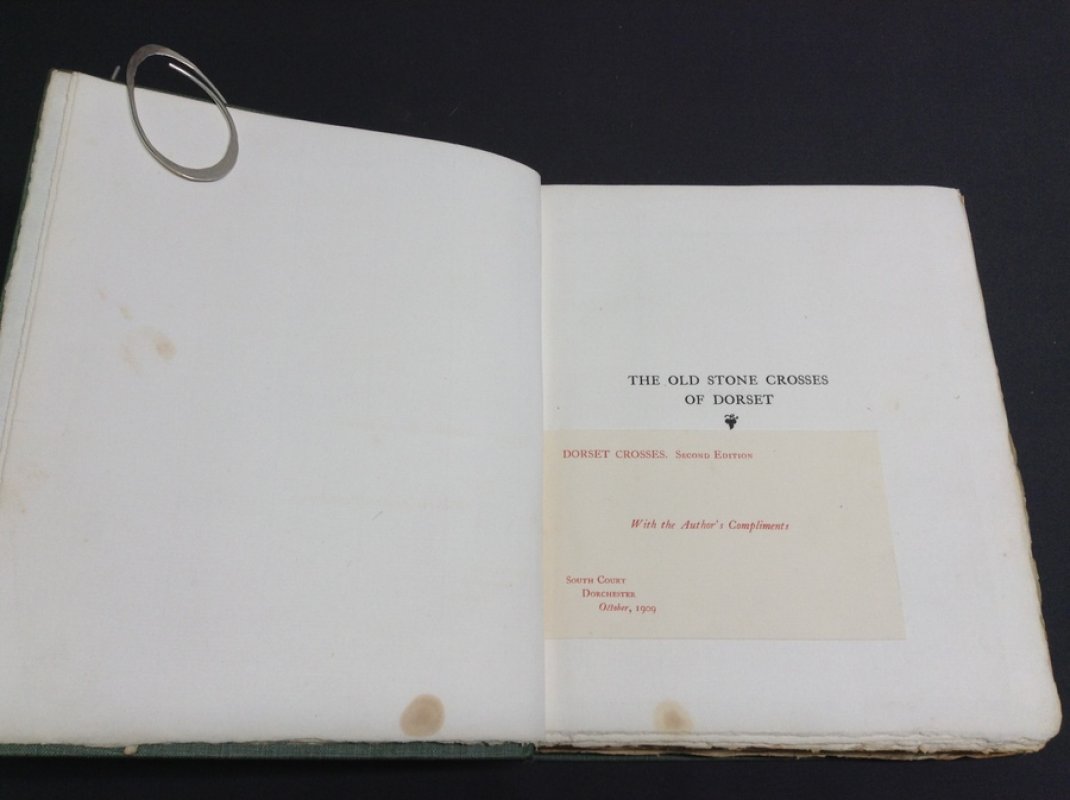 THE OLD STONE CROSSES
OF DORSET
DORSET CROSSES. SECOND EDITION
With the Author's Compliments
SOUTH COURT
DORCHESTER
October, 1909